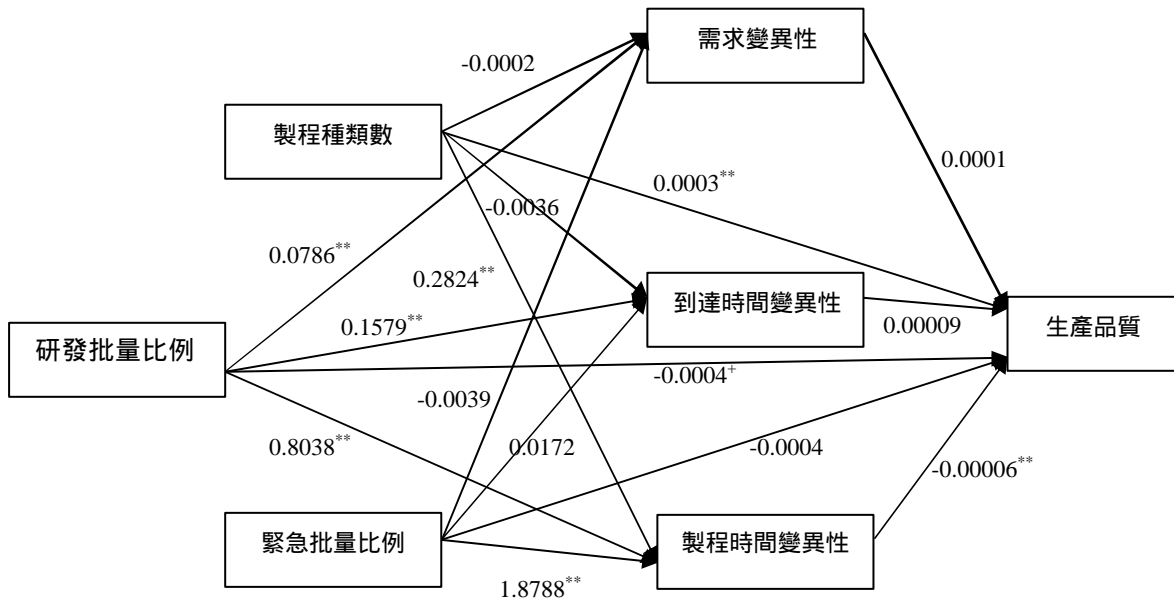 需求變異性
-0.0002
製程種類數
0.0001
0.0003**
-0.0036
0.0786**
0.2824**
到達時間變異性
生產品質
0.1579**
0.00009
研發批量比例
-0.0004+
-0.0039
0.8038**
0.0172
-0.0004
-0.00006**
緊急批量比例
製程時間變異性
1.8788**